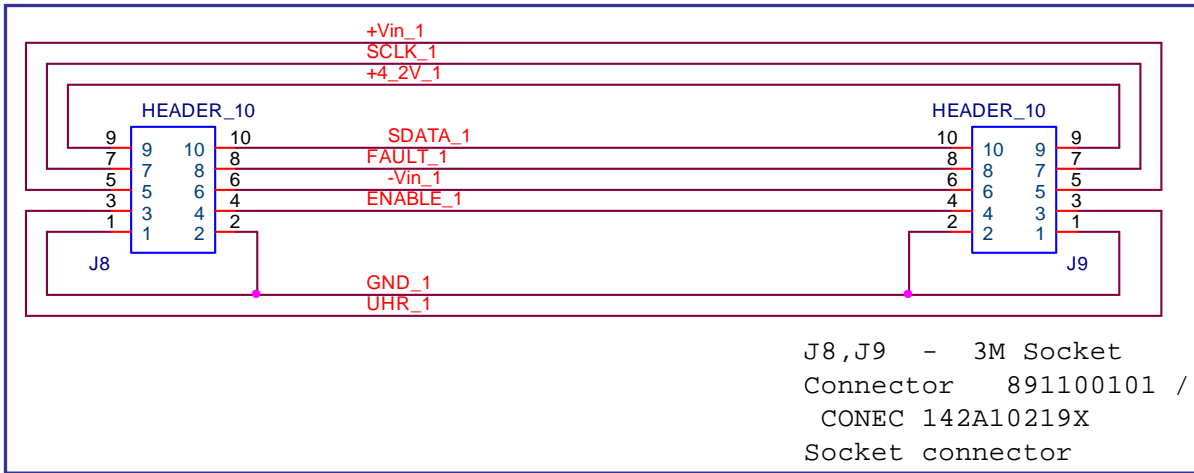 +Vin_1
SCLK_1
+4_2V_1
HEADER_10 HEADER_10
9 9 10 10 SDATA_1 10 10 9 9
7 7 8 8 FAULT_1 8 8 7 7
5 5 6 6 -Vin_1 6 6 5 5
3 3 4 4 ENABLE_1 4 4 3 3
1 1 2 2 2 2 1 1
J8 J9
GND_1
UHR_1
J8,J9 - 3M Socket
Connector 891100101 /
CONEC 142A10219X
Socket connector